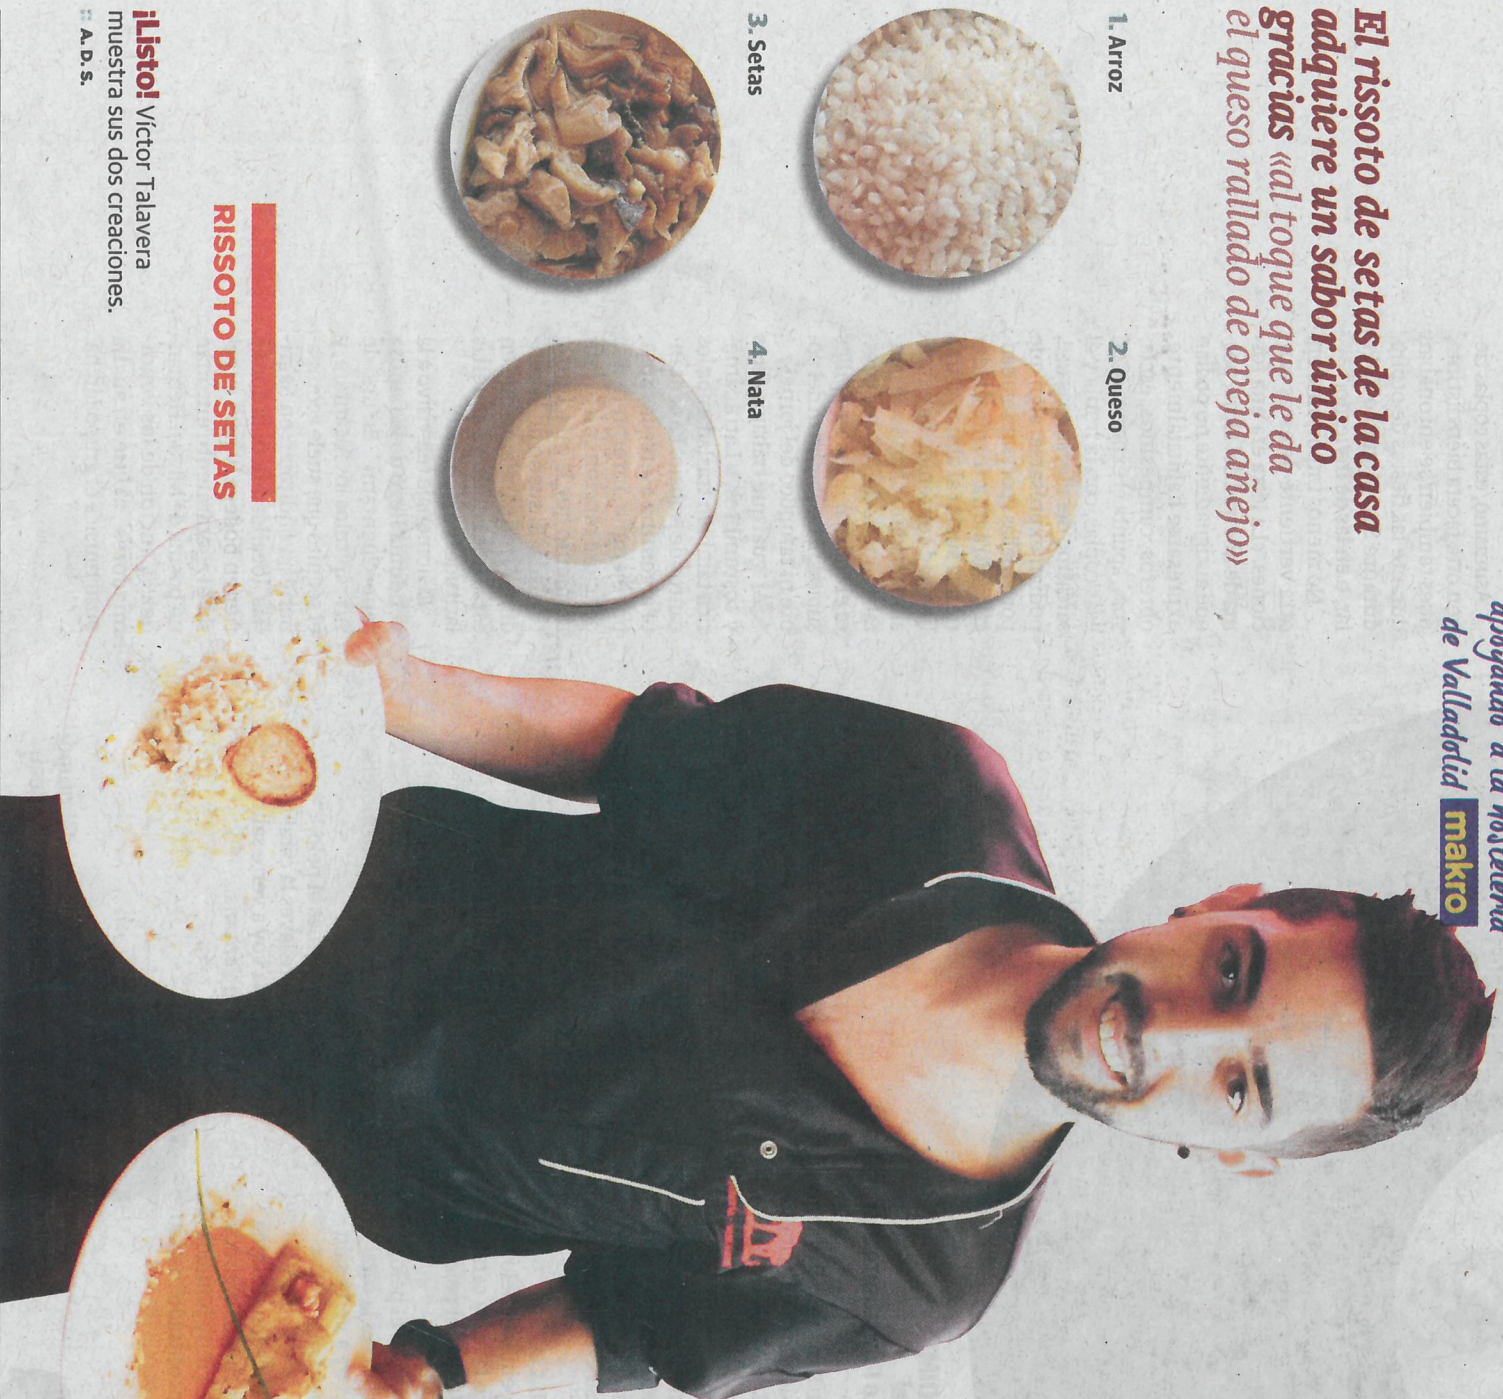 apoyando a la hostelería
de Valladolid makro
El rissoto de setas de la casa
adquiere un sabor único
gracias «al toque que le da
el queso rallado de oveja añejo»
1. Arroz
2. Queso
3. Setas
4. Nata
RISSOTO DE SETAS
¡Listo! Víctor Talavera
muestra sus dos creaciones.
:: A. D. S.